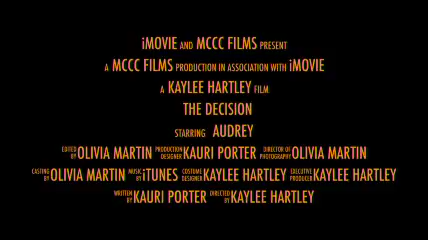 iMOVIE AND MCCC FILMS PRESENT
A MCCC FILMS PRODUCTION IN ASSOCIATION WITH iMOVIE
A KAYLEE HARTLEY FILM
THE DECISION
STARRING AUDREY
EDITED BY OLIVIA MARTIN PRODUCTION DESIGNER KAURI PORTER DIRECTOR OF PHOTOGRAPHY OLIVIA MARTIN
CASTING BY OLIVIA MARTIN MUSIC BY iTUNES COSTUME DESIGNER KAYLEE HARTLEY EXECUTIVE PRODUCER KAYLEE HARTLEY
WRITTEN BY KAURI PORTER DIRECTED BY KAYLEE HARTLEY